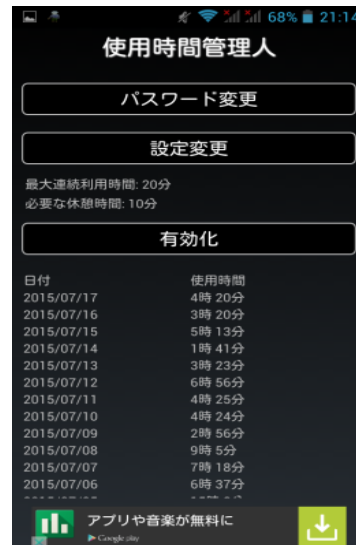 68% 21:14
使用時間管理人
パスワード変更
設定変更
最大連続利用時間: 20分
必要な休憩時間: 10分
有効化
日付 使用時間
2015/07/17 4時 20分
2015/07/16 3時 20分
2015/07/15 5時 13分
2015/07/14 1時 41分
2015/07/13 3時 23分
2015/07/12 6時 56分
2015/07/11 4時 25分
2015/07/10 4時 24分
2015/07/09 2時 56分
2015/07/08 9時 5分
2015/07/07 7時 18分
2015/07/06 6時 37分
アプリや音楽が無料に
Google play